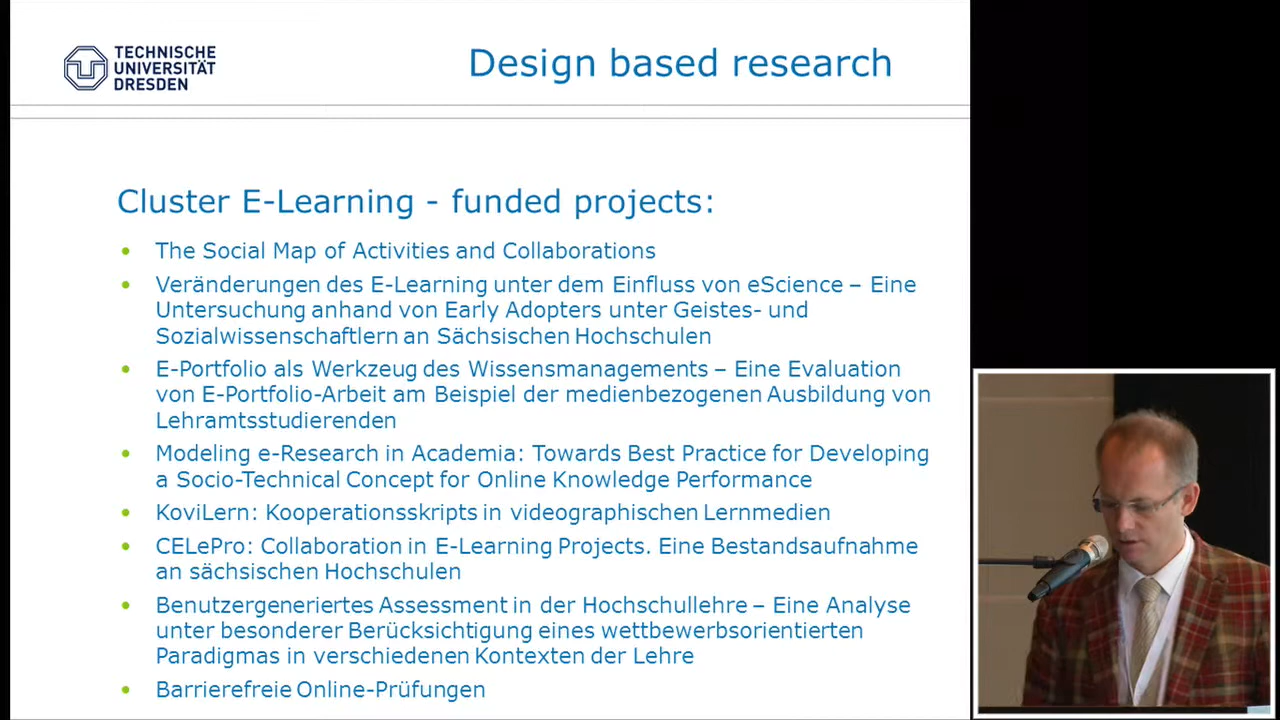 TECHNISCHE
UNIVERSITÄT
DRESDEN
Design based research
Cluster E-Learning - funded projects:
• The Social Map of Activities and Collaborations
• Veränderungen des E-Learning unter dem Einfluss von eScience – Eine
Untersuchung anhand von Early Adopters unter Geistes- und
Sozialwissenschaftlern an Sächsischen Hochschulen
• E-Portfolio als Werkzeug des Wissensmanagements – Eine Evaluation
von E-Portfolio-Arbeit am Beispiel der medienbezogenen Ausbildung von
Lehramtsstudierenden
• Modeling e-Research in Academia: Towards Best Practice for Developing
a Socio-Technical Concept for Online Knowledge Performance
• KoviLern: Kooperationsskripts in videographischen Lernmedien
• CELePro: Collaboration in E-Learning Projects. Eine Bestandsaufnahme
an sächsischen Hochschulen
• Benutzergeneriertes Assessment in der Hochschullehre – Eine Analyse
unter besonderer Berücksichtigung eines wettbewerbsorientierten
Paradigmas in verschiedenen Kontexten der Lehre
• Barrierefreie Online-Prüfungen